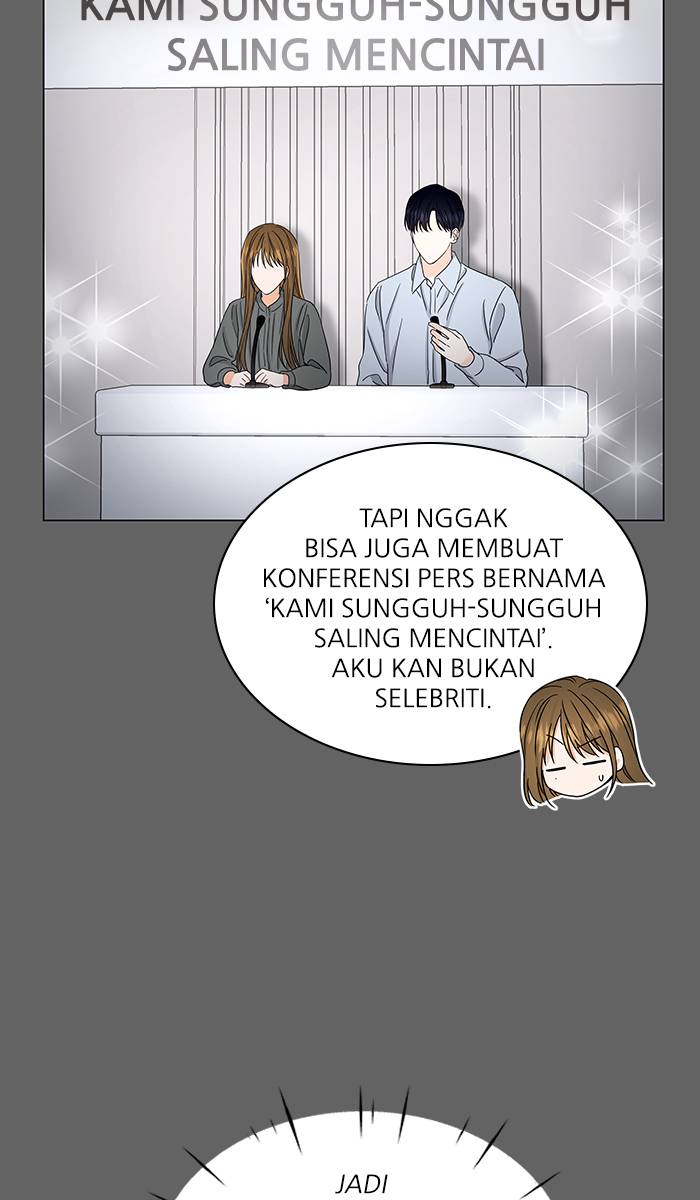 KAMI SUNGGUH-SUNGGUH
SALING MENCINTAI
TAPI NGGAK
BISA JUGA MEMBUAT
KONFERENSI PERS BERNAMA
‘KAMI SUNGGUH-SUNGGUH
SALING MENCINTAI’.
AKU KAN BUKAN
SELEBRITI.
JADI